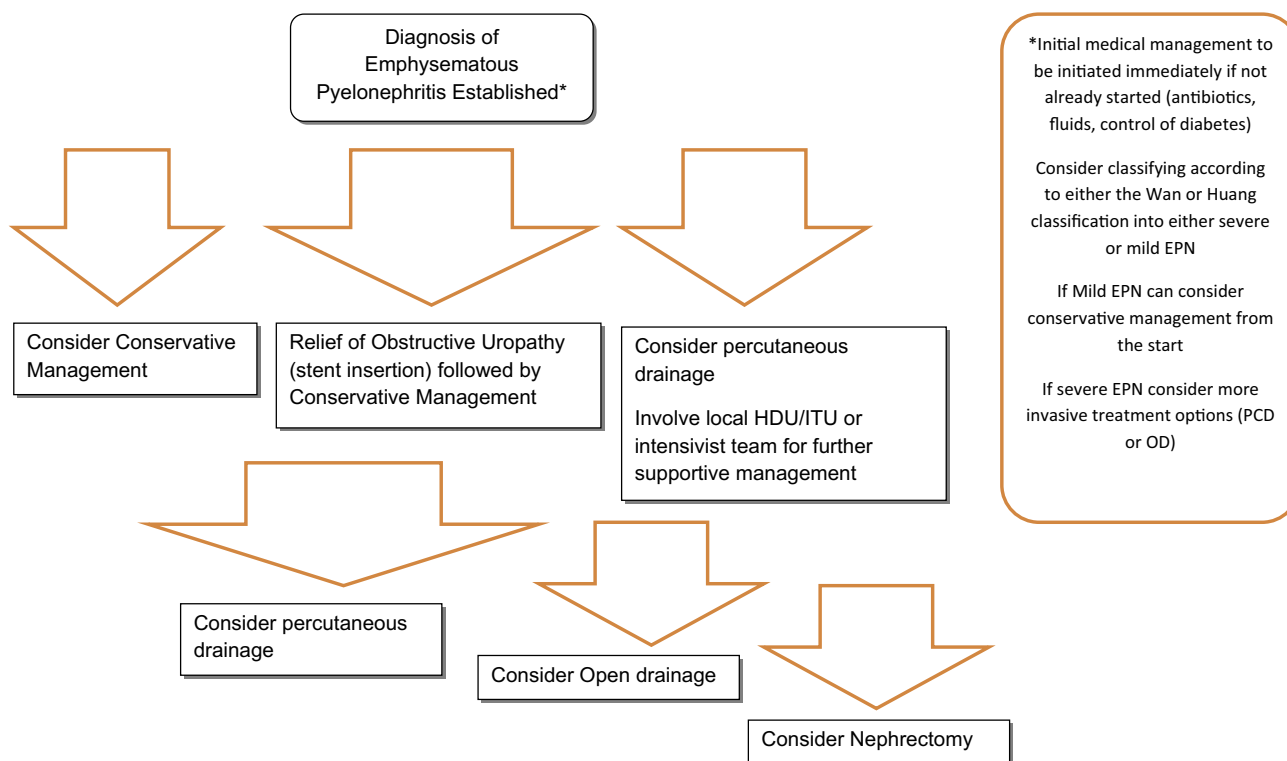 Diagnosis of
Emphysematous
Pyelonephritis Established*
*Initial medical management to
be initiated immediately if not
already started (antibiotics,
fluids, control of diabetes)
Consider classifying according
to either the Wan or Huang
classification into either severe
or mild EPN
If Mild EPN can consider
conservative management from
the start
If severe EPN consider more
invasive treatment options (PCD
or OD)
Consider Conservative
Management
Relief of Obstructive Uropathy
(stent insertion) followed by
Conservative Management
Consider percutaneous
drainage
Involve local HDU/ITU or
intensivist team for further
supportive management
Consider percutaneous
drainage
Consider Open drainage
Consider Nephrectomy